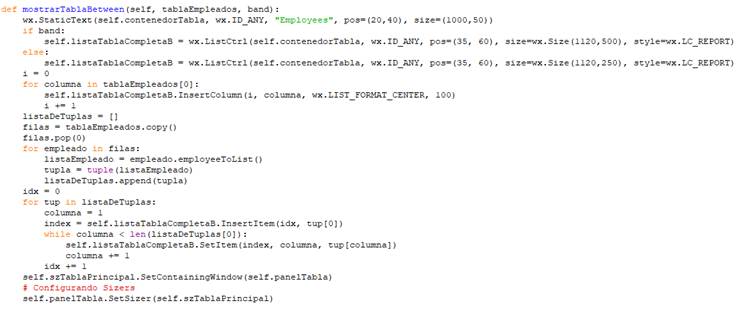 def mostrarTablaBetween(self, tablaEmpleados, band):
    wx.StaticText(self.contenedorTabla, wx.ID_ANY, "Employees", pos=(20,40), size=(1000,50))
    if band:
        self.listaTablaCompletaB = wx.ListCtrl(self.contenedorTabla, wx.ID_ANY, pos=(35, 60), size=wx.Size(1120,500), style=wx.LC_REPORT)
    else:
        self.listaTablaCompletaB = wx.ListCtrl(self.contenedorTabla, wx.ID_ANY, pos=(35, 60), size=wx.Size(1120,250), style=wx.LC_REPORT)
    i = 0
    for columna in tablaEmpleados[0]:
        self.listaTablaCompletaB.InsertColumn(i, columna, wx.LIST_FORMAT_CENTER, 100)
        i += 1
    listaDeTuplas = []
    filas = tablaEmpleados.copy()
    filas.pop(0)
    for empleado in filas:
        listaEmpleado = empleado.employeeToList()
        tupla = tuple(listaEmpleado)
        listaDeTuplas.append(tupla)
    idx = 0
    for tup in listaDeTuplas:
        columna = 1
        index = self.listaTablaCompletaB.InsertItem(idx, tup[0])
        while columna < len(listaDeTuplas[0]):
            self.listaTablaCompletaB.SetItem(index, columna, tup[columna])
            columna += 1
        idx += 1
    self.szTablaPrincipal.SetContainingWindow(self.panelTabla)
    # Configurando Sizers
    self.panelTabla.SetSizer(self.szTablaPrincipal)